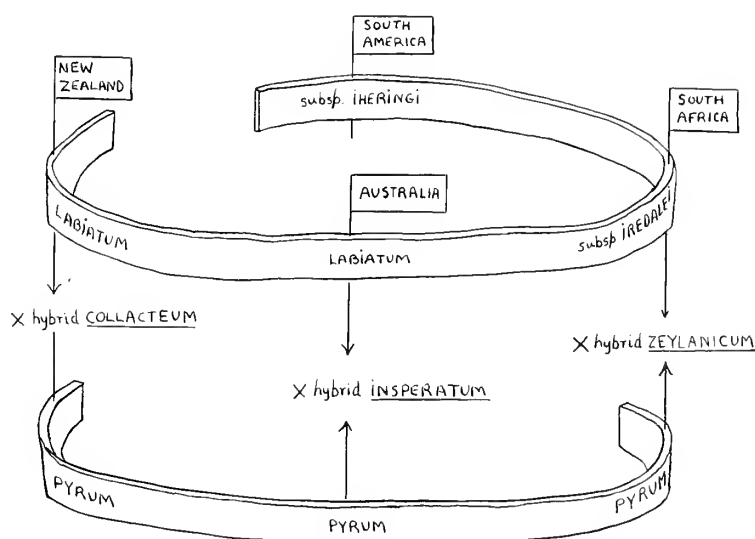 SOUTH
AMERICA
NEW
ZEALAND
subsp. IHERINGI
SOUTH
AFRICA
AUSTRALIA
LABIATUM
LABIATUM
subsp IREDALEI
X hybrid COLLACTEUM
X hybrid ZEYLANICUM
X hybrid INSPERATUM
PYRUM
PYRUM
PYRUM